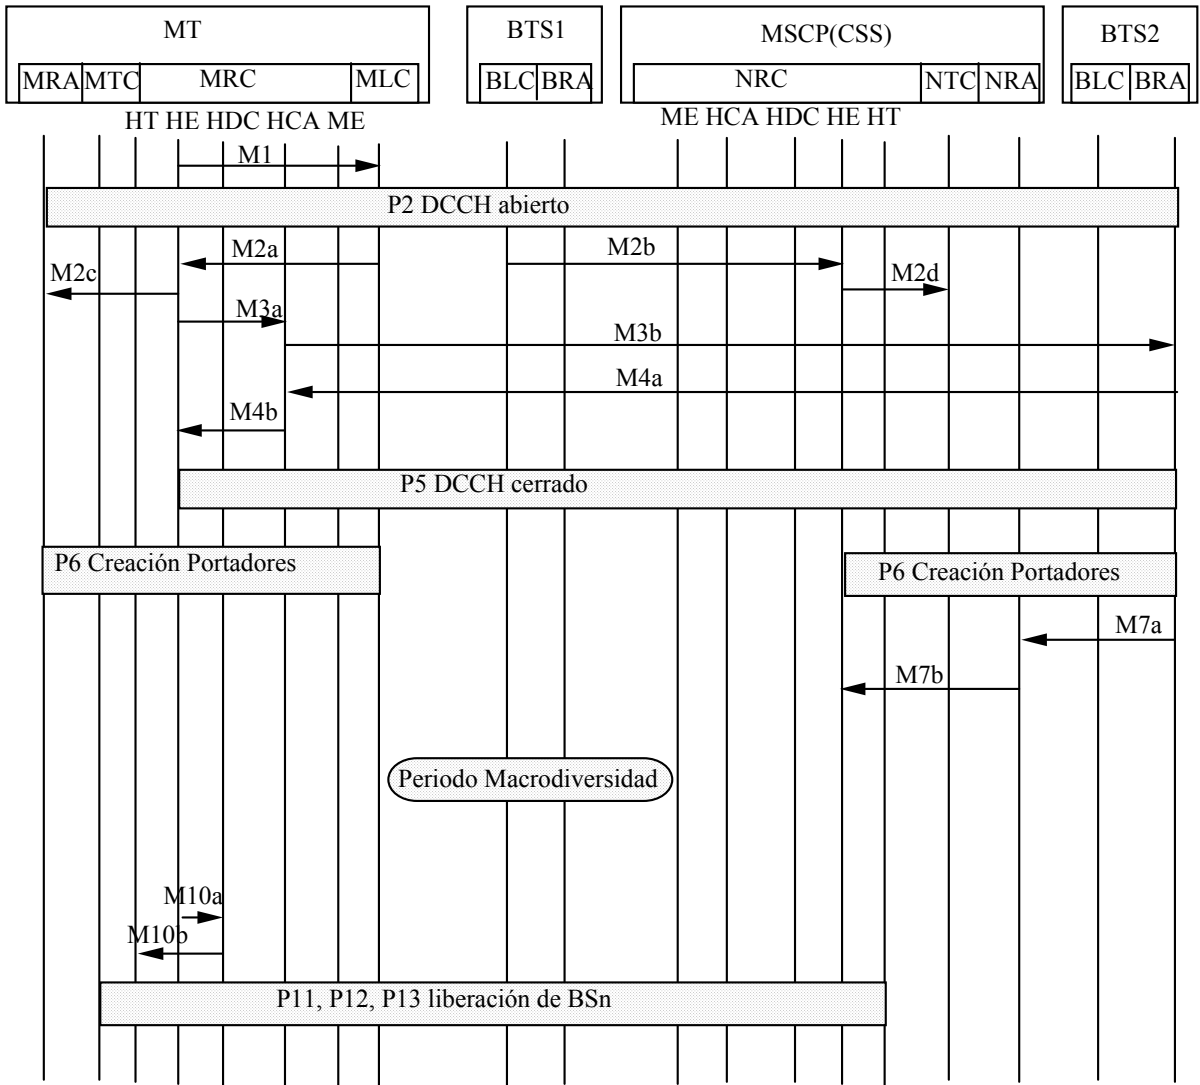 MT
BTS1
MSCP(CSS)
BTS2
MRA MTC MRC MLC
BLC BRA
NRC NTC NRA
BLC BRA
HT HE HDC HCA ME
ME HCA HDC HE HT
M1
P2 DCCH abierto
M2a
M2b
M2c
M2d
M3a
M3b
M4a
M4b
P5 DCCH cerrado
P6 Creación Portadores
P6 Creación Portadores
M7a
M7b
Periodo Macrodiversidad
M10a
M10b
P11, P12, P13 liberación de BSn